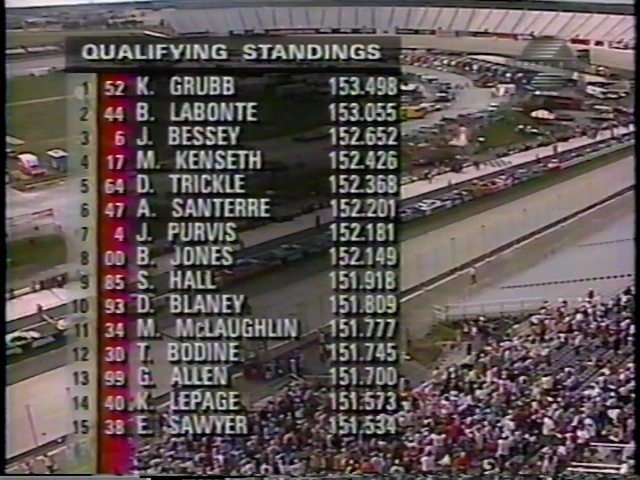 QUALIFYING STANDINGS
1 52 K. GRUBB 153.498
2 44 B. LABONTE 153.055
3 6 J. BESSEY 152.652
4 17 M. KENSETH 152.426
5 64 D. TRICKLE 152.368
6 47 A. SANTERRE 152.201
7 4 J. PURVIS 152.181
8 00 B. JONES 152.149
9 85 S. HALL 151.918
10 93 D. BLANEY 151.809
11 34 M. McLAUGHLIN 151.777
12 30 T. BODINE 151.745
13 99 G. ALLEN 151.700
14 40 K. LEPAGE 151.573
15 38 E. SAWYER 151.534